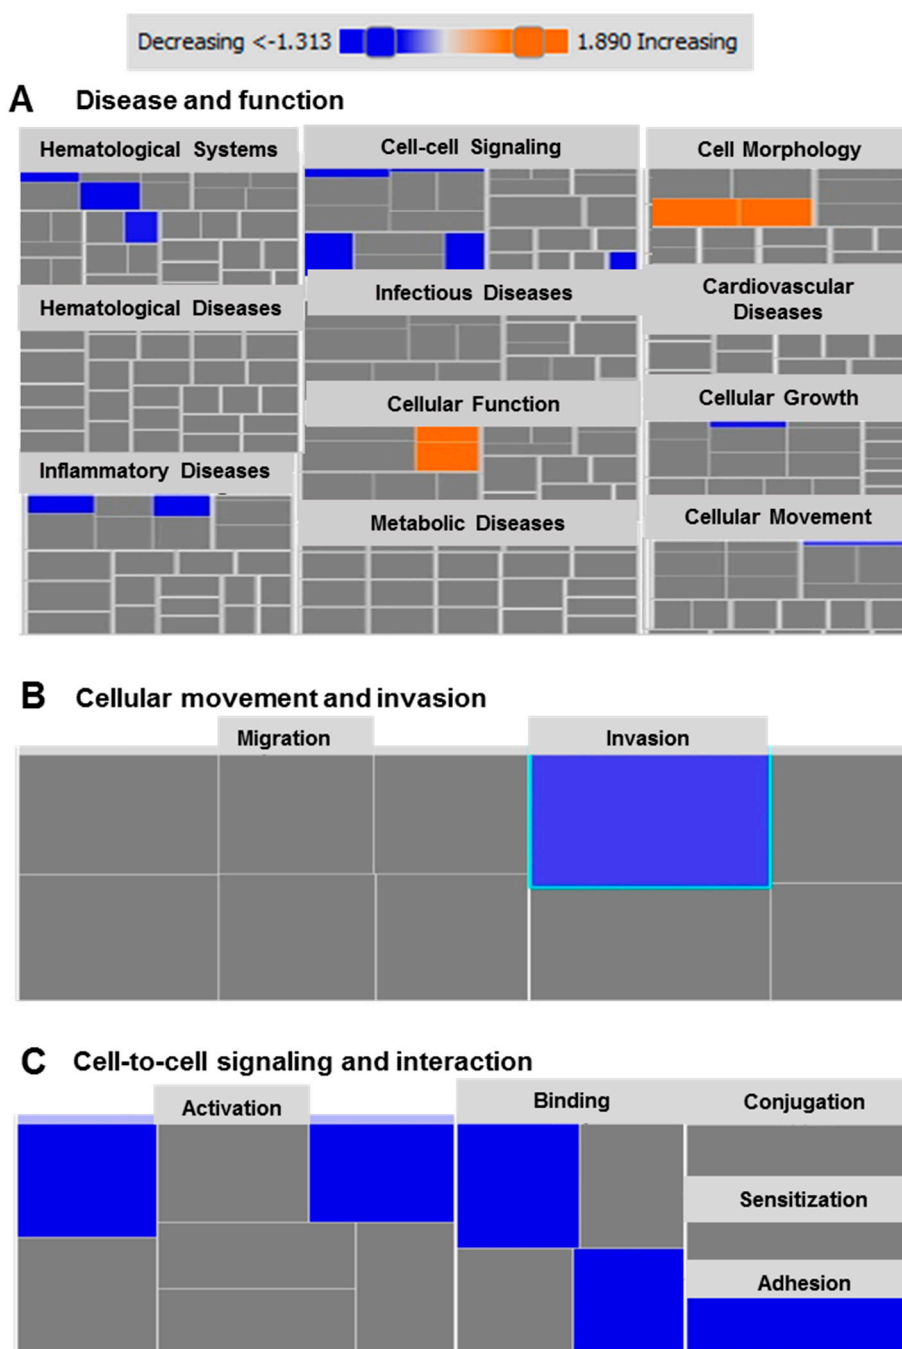 Decreasing <-1.313 1.890 Increasing
A Disease and function
Hematological Systems
Cell-cell Signaling
Cell Morphology
Hematological Diseases
Infectious Diseases
Cardiovascular
Diseases
Cellular Function
Cellular Growth
Inflammatory Diseases
Metabolic Diseases
Cellular Movement
B Cellular movement and invasion
Migration
Invasion
C Cell-to-cell signaling and interaction
Activation
Binding
Conjugation
Sensitization
Adhesion